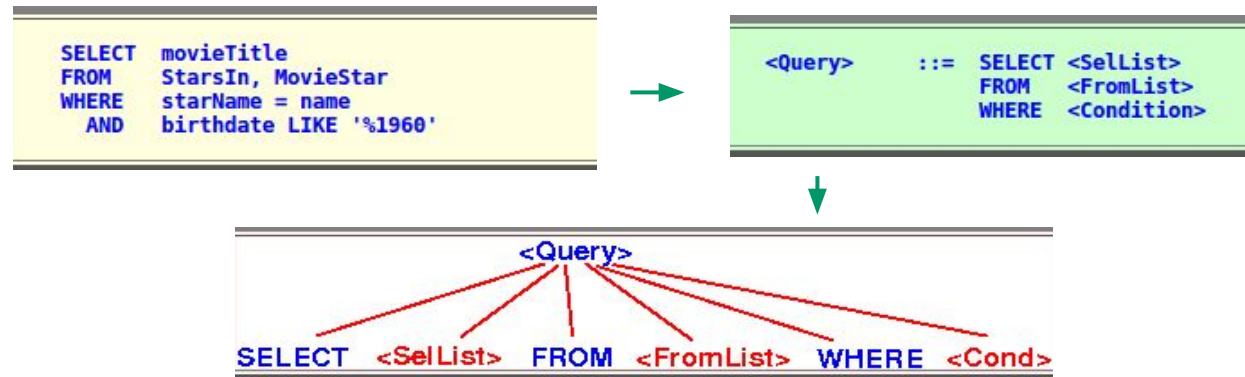 SELECT movieTitle
FROM StarsIn, MovieStar
WHERE starName = name
AND birthdate LIKE '%1960'
<Query> ::= SELECT <SelList>
FROM <FromList>
WHERE <Condition>
<Query>
SELECT <SelList> FROM <FromList> WHERE <Cond>